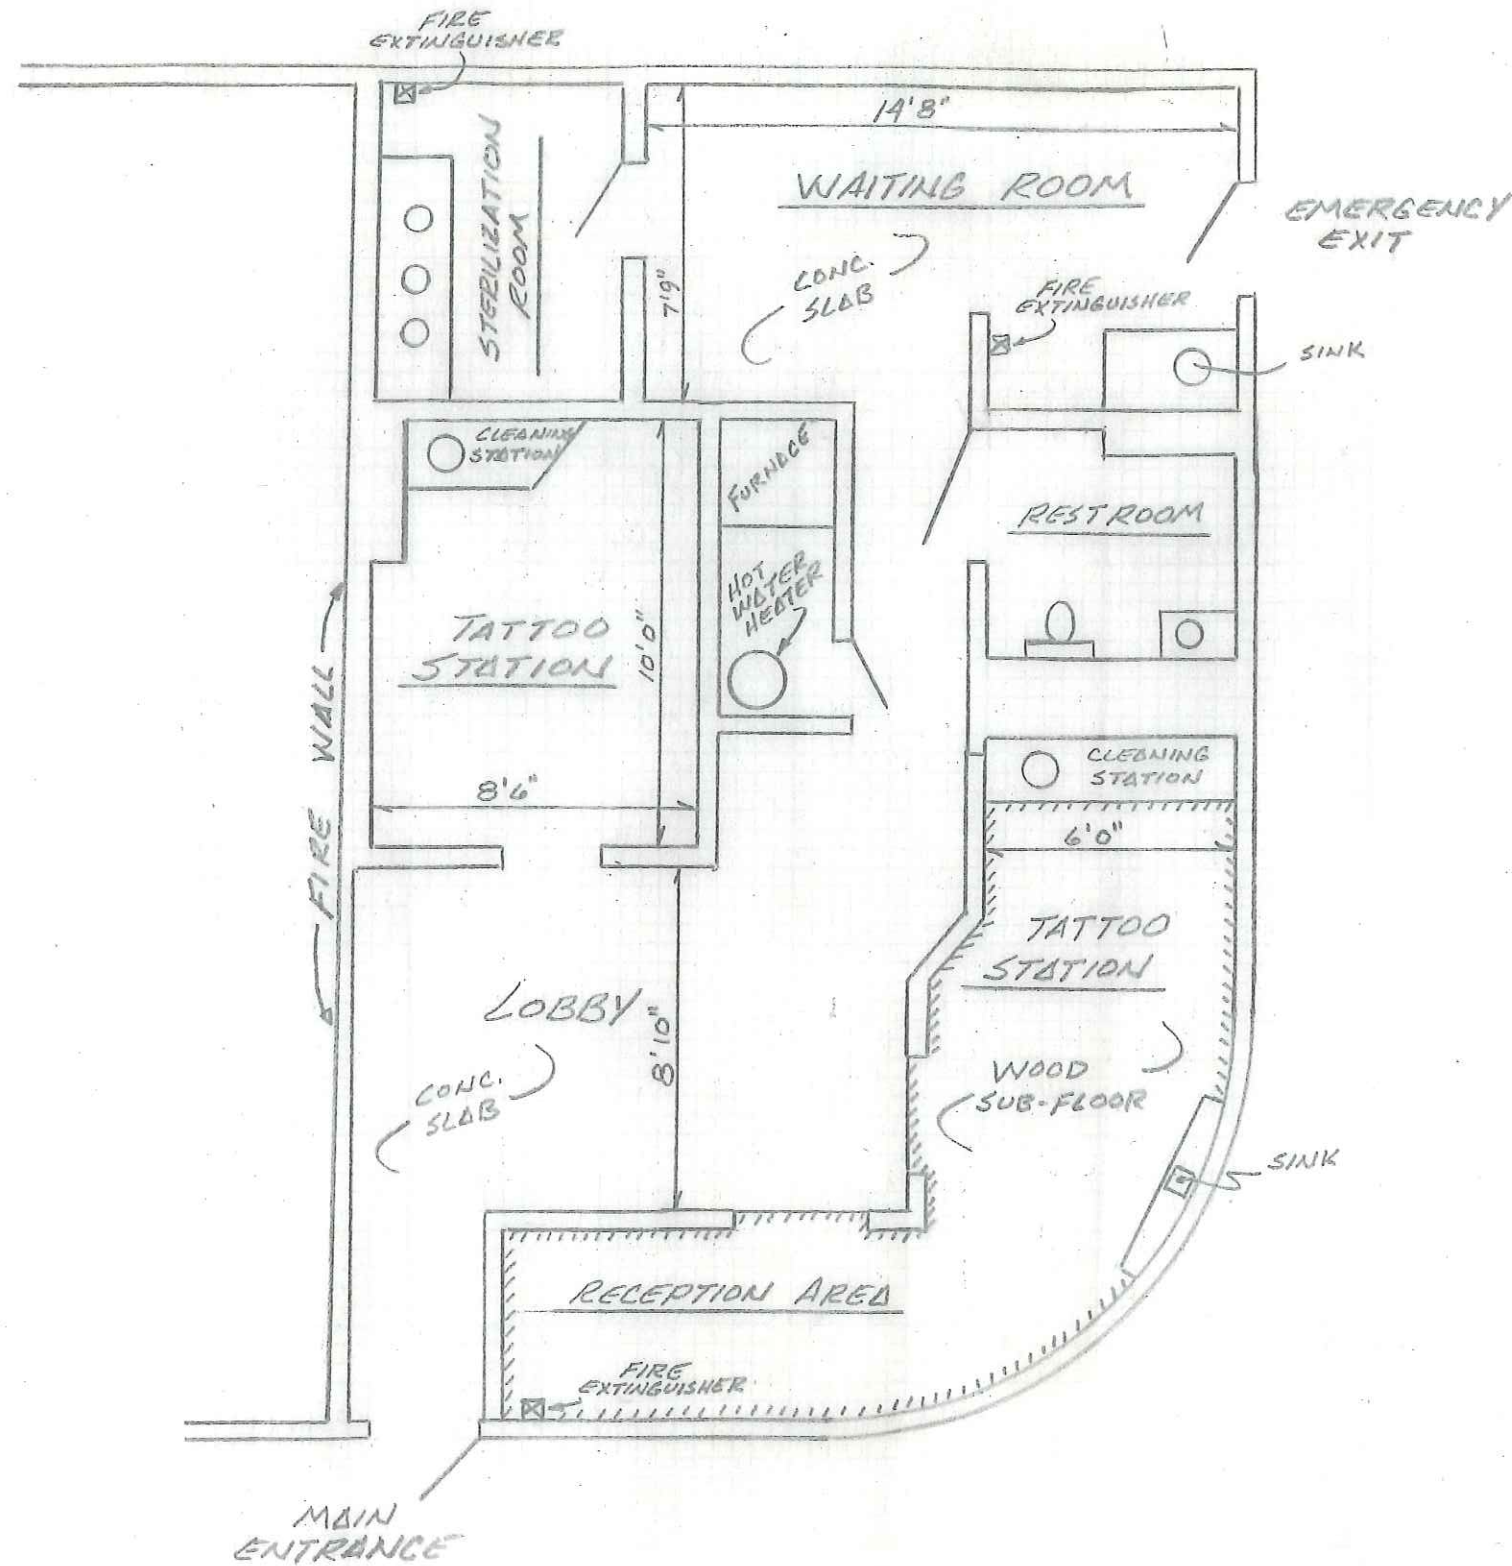 FIRE
EXTINGUISHER
14'8"
STERILIZATION
ROOM
WAITING ROOM
EMERGENCY
EXIT
7'9"
CONC.
SLAB
FIRE
EXTINGUISHER
SINK
CLEANING
STATION
FURNACE
RESTROOM
HOT
WATER
HEATER
TATTOO
STATION
10'0"
FIRE WALL
8'6"
CLEANING
STATION
6'0"
TATTOO
STATION
LOBBY
8'10"
CONC.
SLAB
WOOD
SUB-FLOOR
SINK
RECEPTION AREA
FIRE
EXTINGUISHER
MAIN
ENTRANCE